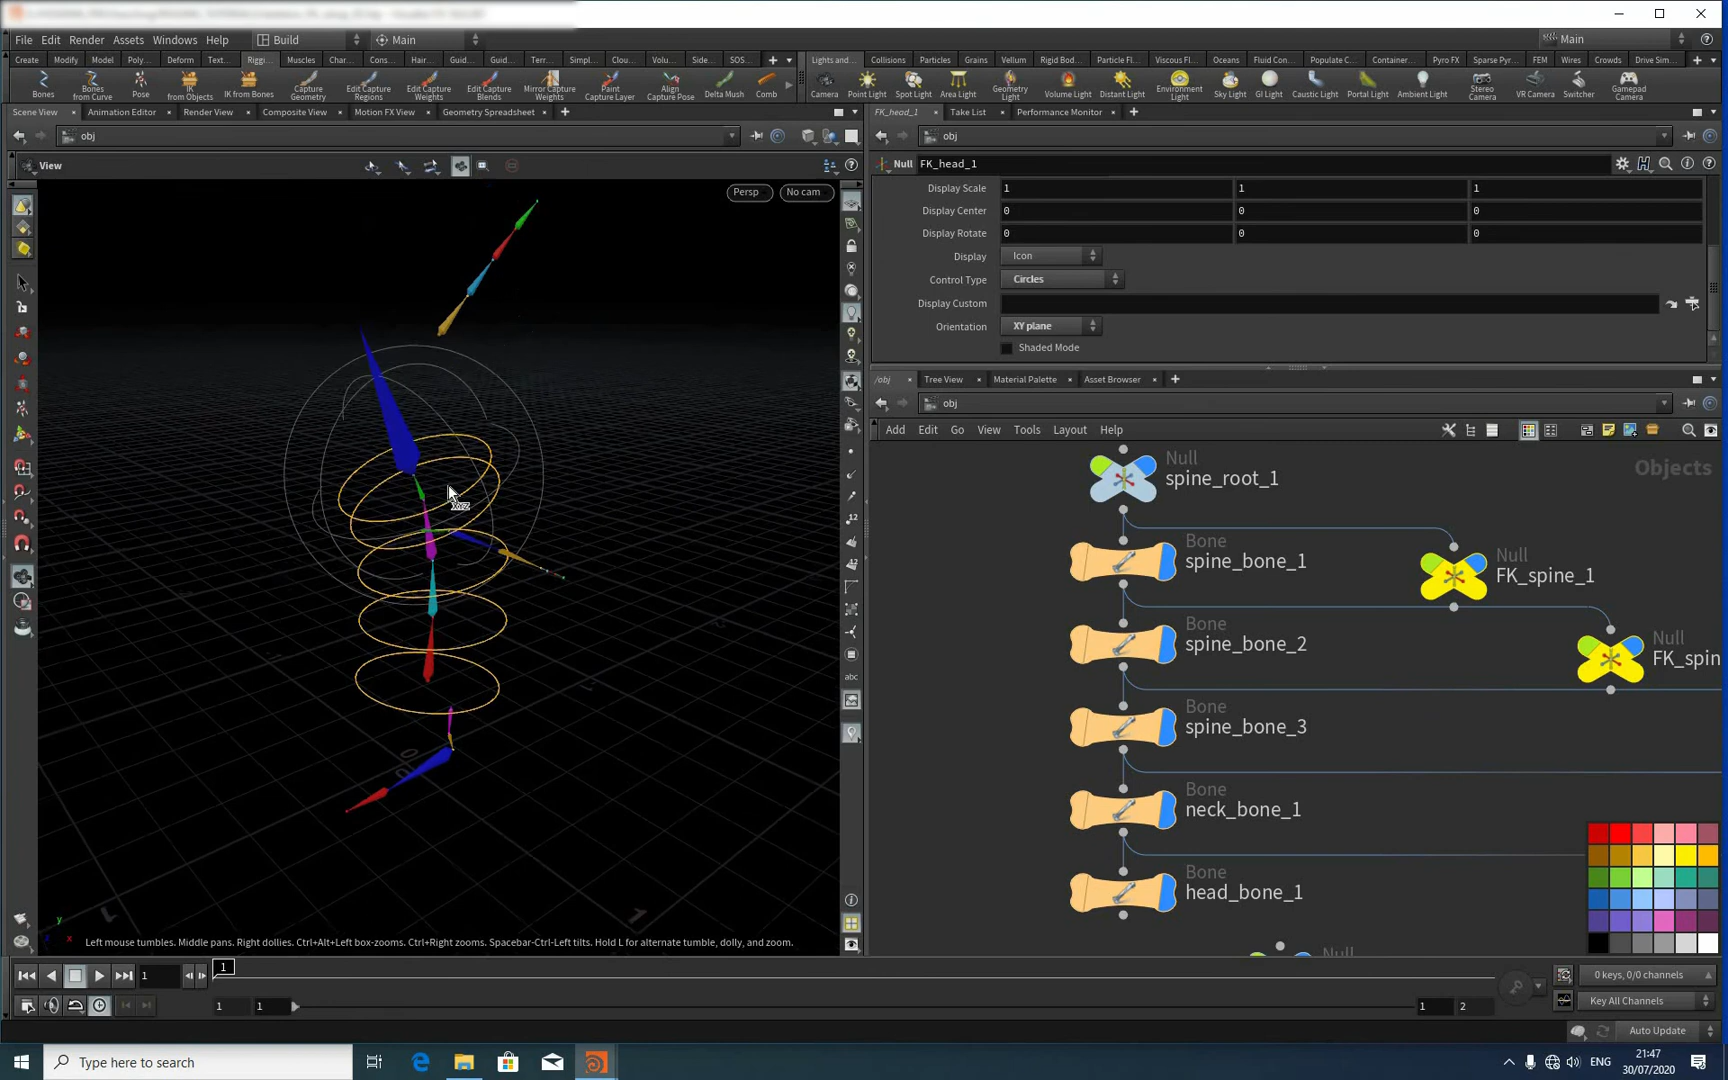 File Edit Render Assets Windows Help Build Main Main
Create Modify Model Poly... Deform Text... Riggi... Muscles Char... Cons... Hair... Guid... Guid... Terr... Simpl... Clou... Volu... Side... SOS...
Lights and... Collisions Particles Grains Vellum Rigid Bod... Particle Fl... Viscous Fl... Oceans Fluid Con... Populate C... Container... Pyro FX Sparse Pyr... FEM Wires Crowds Drive Sim...
Bones Bones from Curve Pose IK from Objects IK from Bones Capture Geometry Edit Capture Regions Edit Capture Weights Edit Capture Blends Mirror Capture Weights Paint Capture Layer Align Capture Pose Delta Mush Comb
Camera Point Light Spot Light Area Light Geometry Light Volume Light Distant Light Environment Light Sky Light GI Light Caustic Light Portal Light Ambient Light Stereo Camera VR Camera Switcher Gamepad Camera
Scene View Animation Editor Render View Composite View Motion FX View Geometry Spreadsheet
FK_head_1 Take List Performance Monitor
obj
obj
View
Null FK_head_1
Persp No cam
Display Scale 1 1 1
Display Center 0 0 0
Display Rotate 0 0 0
Display Icon
Control Type Circles
Display Custom
Orientation XY plane
Shaded Mode
/obj Tree View Material Palette Asset Browser
obj
Add Edit Go View Tools Layout Help
Objects
Null
spine_root_1
Bone
spine_bone_1
Null
FK_spine_1
Bone
spine_bone_2
Null
FK_spin
Bone
spine_bone_3
Bone
neck_bone_1
Bone
head_bone_1
Null
12
abc
y
x
Left mouse tumbles. Middle pans. Right dollies. Ctrl+Alt+Left box-zooms. Ctrl+Right zooms. Spacebar-Ctrl-Left tilts. Hold L for alternate tumble, dolly, and zoom.
1 1 0 keys, 0/0 channels
1 1 1 2 Key All Channels
Auto Update
Type here to search
ENG 21:47
30/07/2020